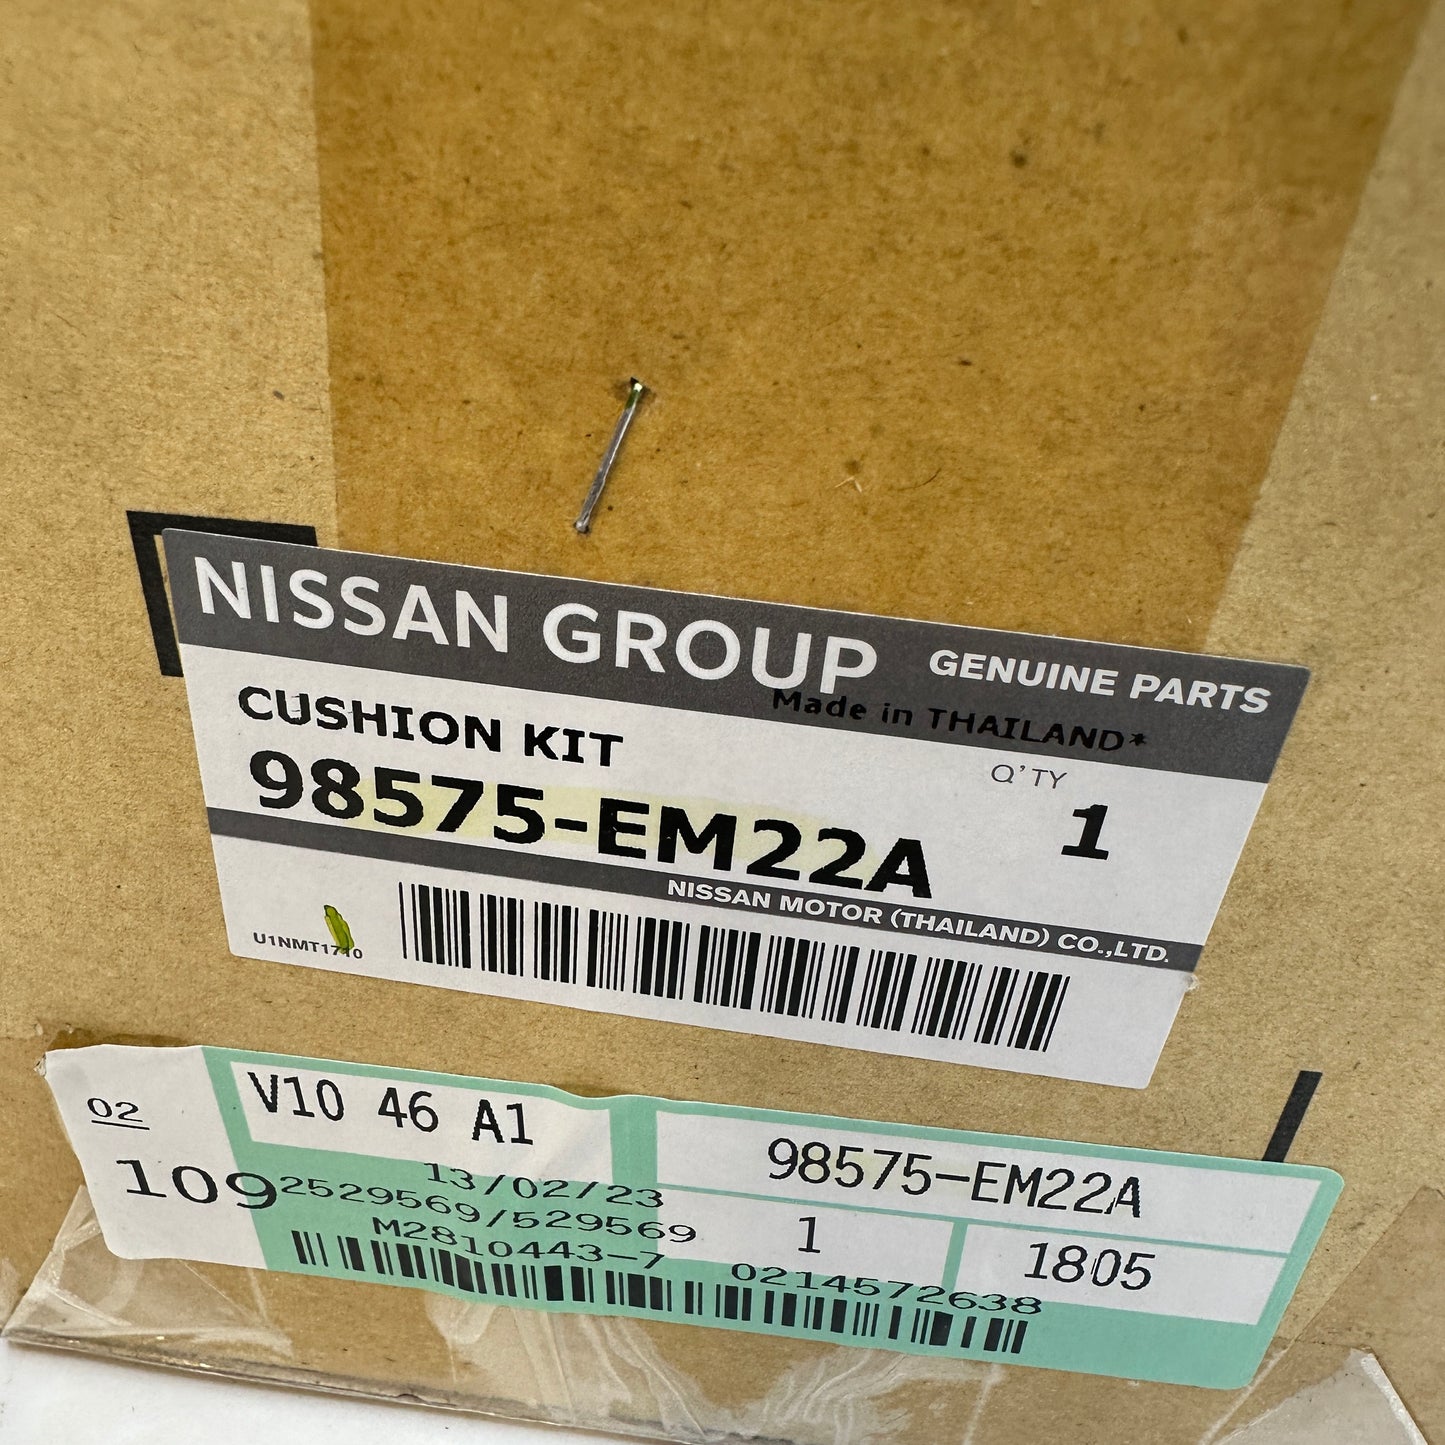 NISSAN GROUP GENUINE PARTS
Made in THAILAND*
CUSHION KIT
Q'TY
98575-EM22A 1
NISSAN MOTOR (THAILAND) CO.,LTD.
U1NMT1710
02
V10 46 A1
98575-EM22A
109
13/02/23
2529569/529569
1
1805
M2810443-7
0214572638